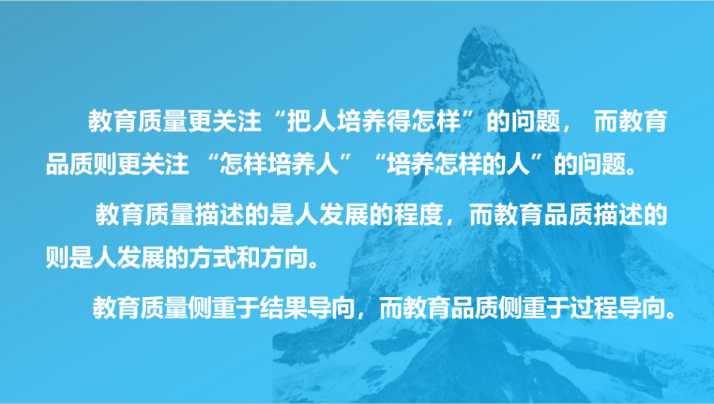 教育质量更关注“把人培养得怎样”的问题， 而教育
品质则更关注 “怎样培养人”“培养怎样的人”的问题。
教育质量描述的是人发展的程度，而教育品质描述的
则是人发展的方式和方向。
教育质量侧重于结果导向，而教育品质侧重于过程导向。